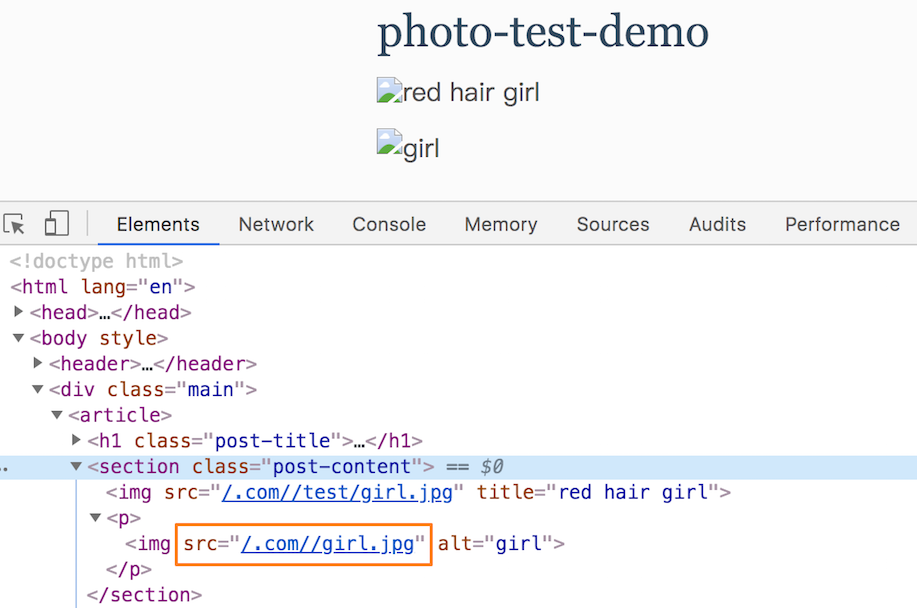 photo-test-demo
red hair girl
girl
Elements Network Console Memory Sources Audits Performance
<!doctype html>
<html lang="en">
<head>…</head>
<body style>
<header>…</header>
<div class="main">
<article>
<h1 class="post-title">…</h1>
<section class="post-content"> == $0
<img src="/.com//test/girl.jpg" title="red hair girl">
<p>
<img src="/.com//girl.jpg" alt="girl">
</p>
</section>